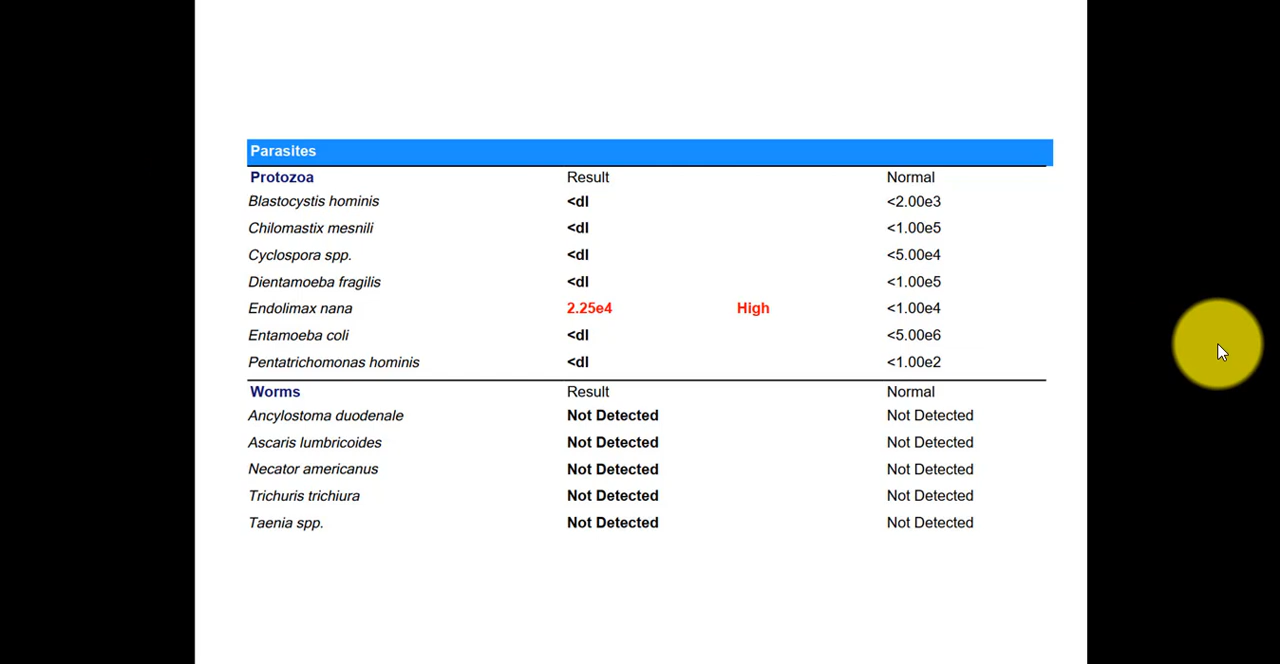 Parasites
Protozoa Result Normal
Blastocystis hominis <dl <2.00e3
Chilomastix mesnili <dl <1.00e5
Cyclospora spp. <dl <5.00e4
Dientamoeba fragilis <dl <1.00e5
Endolimax nana 2.25e4 High <1.00e4
Entamoeba coli <dl <5.00e6
Pentatrichomonas hominis <dl <1.00e2
Worms Result Normal
Ancylostoma duodenale Not Detected Not Detected
Ascaris lumbricoides Not Detected Not Detected
Necator americanus Not Detected Not Detected
Trichuris trichiura Not Detected Not Detected
Taenia spp. Not Detected Not Detected